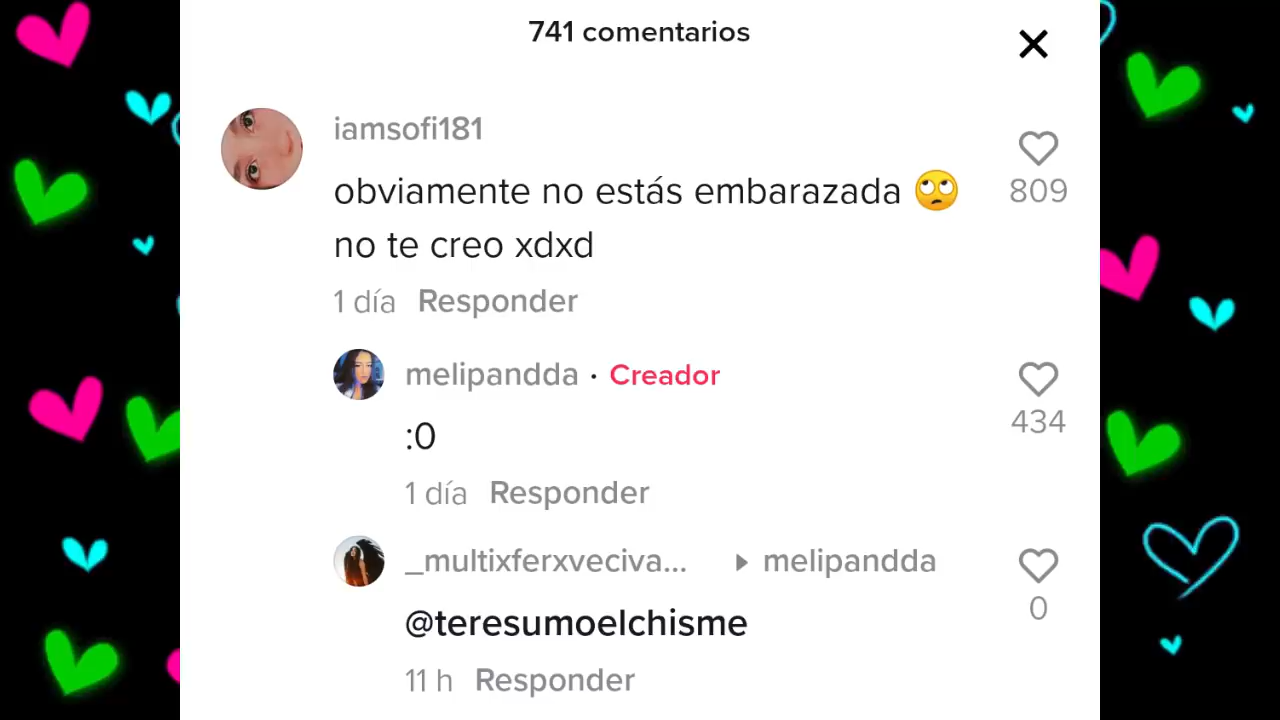 741 comentarios
iamsofi181
obviamente no estás embarazada 🙄
no te creo xdxd
809
1 día Responder
melipandda · Creador
:0
434
1 día Responder
_multixferxveciva... ▶ melipandda
@teresumoelchisme
0
11 h Responder